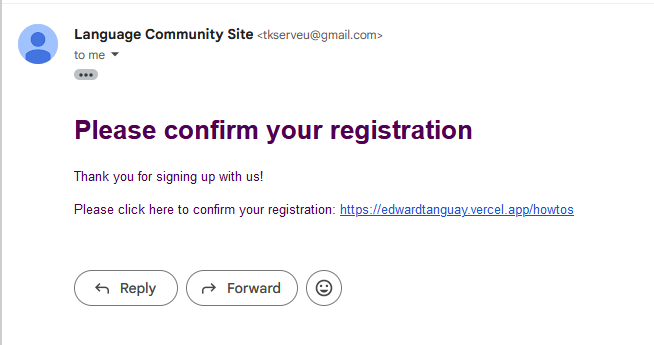 Language Community Site <tkserveu@gmail.com>
to me
Please confirm your registration
Thank you for signing up with us!
Please click here to confirm your registration: https://edwardtanguay.vercel.app/howtos
Reply Forward